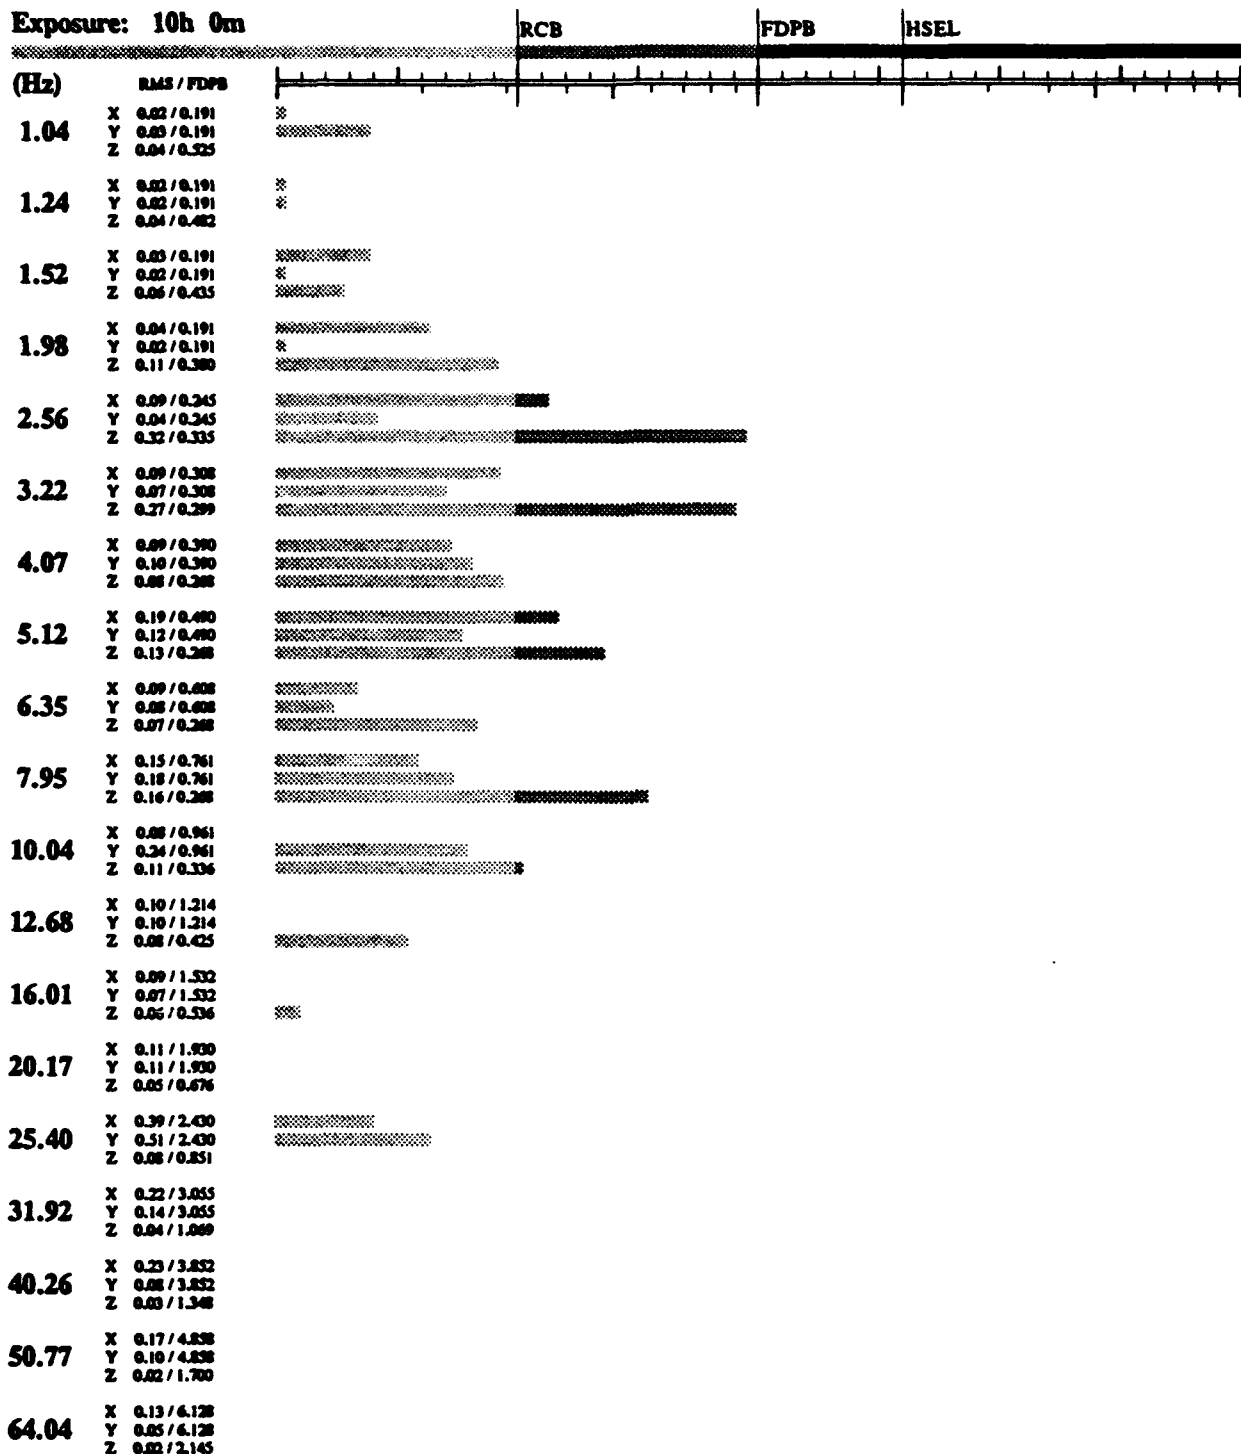 Exposure: 10h 0m
RCB
FDPB
HSEL
(Hz) RMS / FDPB
1.04
X 0.02 / 0.191
Y 0.03 / 0.191
Z 0.04 / 0.525
1.24
X 0.02 / 0.191
Y 0.02 / 0.191
Z 0.04 / 0.482
1.52
X 0.03 / 0.191
Y 0.02 / 0.191
Z 0.06 / 0.435
1.98
X 0.04 / 0.191
Y 0.02 / 0.191
Z 0.11 / 0.380
2.56
X 0.09 / 0.245
Y 0.04 / 0.245
Z 0.32 / 0.335
3.22
X 0.09 / 0.308
Y 0.07 / 0.308
Z 0.27 / 0.299
4.07
X 0.09 / 0.390
Y 0.10 / 0.390
Z 0.08 / 0.268
5.12
X 0.19 / 0.490
Y 0.12 / 0.490
Z 0.13 / 0.268
6.35
X 0.09 / 0.608
Y 0.08 / 0.608
Z 0.07 / 0.268
7.95
X 0.15 / 0.761
Y 0.18 / 0.761
Z 0.16 / 0.268
10.04
X 0.08 / 0.961
Y 0.24 / 0.961
Z 0.11 / 0.336
12.68
X 0.10 / 1.214
Y 0.10 / 1.214
Z 0.08 / 0.425
16.01
X 0.09 / 1.532
Y 0.07 / 1.532
Z 0.06 / 0.536
20.17
X 0.11 / 1.930
Y 0.11 / 1.930
Z 0.05 / 0.676
25.40
X 0.39 / 2.430
Y 0.51 / 2.430
Z 0.08 / 0.851
31.92
X 0.22 / 3.055
Y 0.14 / 3.055
Z 0.04 / 1.069
40.26
X 0.23 / 3.852
Y 0.08 / 3.852
Z 0.03 / 1.348
50.77
X 0.17 / 4.858
Y 0.10 / 4.858
Z 0.02 / 1.700
64.04
X 0.13 / 6.128
Y 0.05 / 6.128
Z 0.02 / 2.145